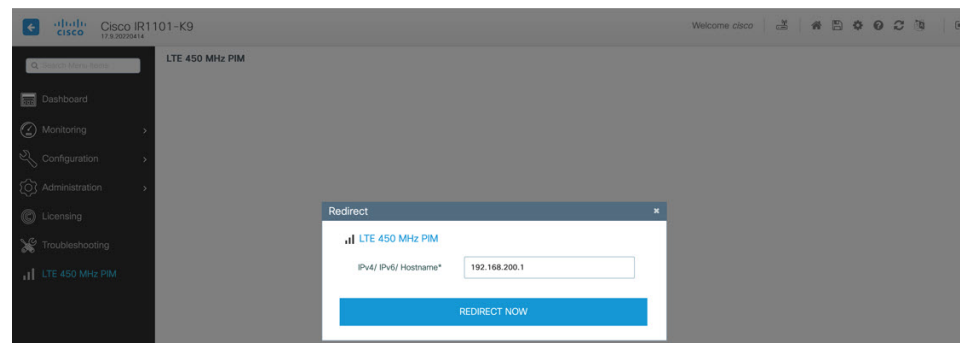 CISCO
Cisco IR1101-K9
17.9.20220414
Welcome cisco
Search Menu Items
LTE 450 MHz PIM
Dashboard
Monitoring
Configuration
Administration
Licensing
Troubleshooting
LTE 450 MHz PIM
Redirect
LTE 450 MHz PIM
IPv4/ IPv6/ Hostname*
192.168.200.1
REDIRECT NOW